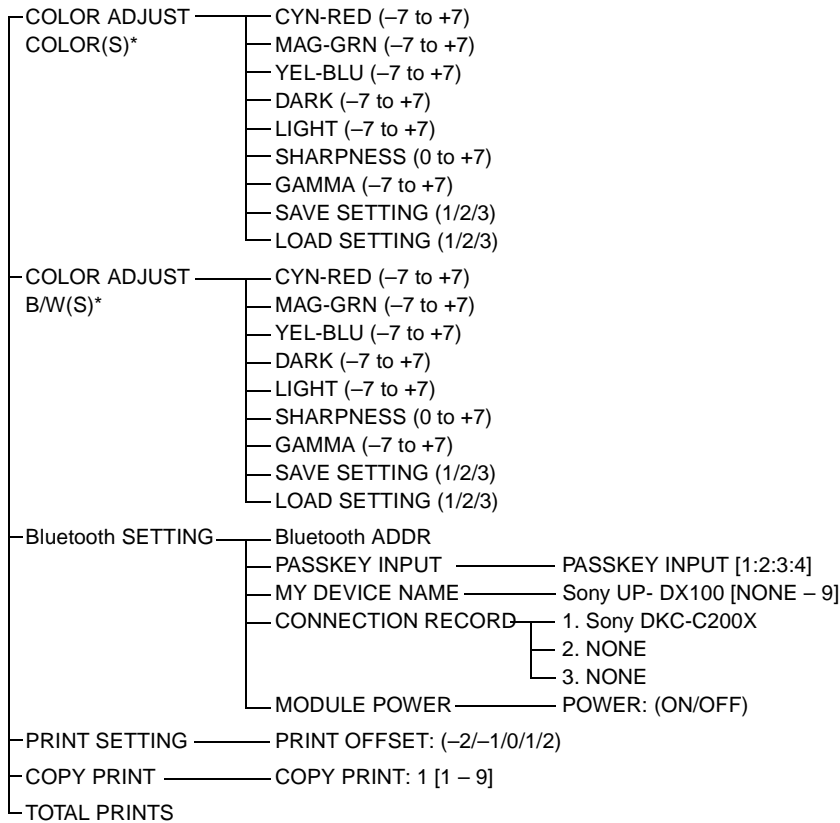 COLOR ADJUST CYN-RED (–7 to +7)
COLOR(S)* MAG-GRN (–7 to +7)
YEL-BLU (–7 to +7)
DARK (–7 to +7)
LIGHT (–7 to +7)
SHARPNESS (0 to +7)
GAMMA (–7 to +7)
SAVE SETTING (1/2/3)
LOAD SETTING (1/2/3)
COLOR ADJUST CYN-RED (–7 to +7)
B/W(S)* MAG-GRN (–7 to +7)
YEL-BLU (–7 to +7)
DARK (–7 to +7)
LIGHT (–7 to +7)
SHARPNESS (0 to +7)
GAMMA (–7 to +7)
SAVE SETTING (1/2/3)
LOAD SETTING (1/2/3)
Bluetooth SETTING Bluetooth ADDR
PASSKEY INPUT PASSKEY INPUT [1:2:3:4]
MY DEVICE NAME Sony UP- DX100 [NONE – 9]
CONNECTION RECORD 1. Sony DKC-C200X
2. NONE
3. NONE
MODULE POWER POWER: (ON/OFF)
PRINT SETTING PRINT OFFSET: (–2/–1/0/1/2)
COPY PRINT COPY PRINT: 1 [1 – 9]
TOTAL PRINTS